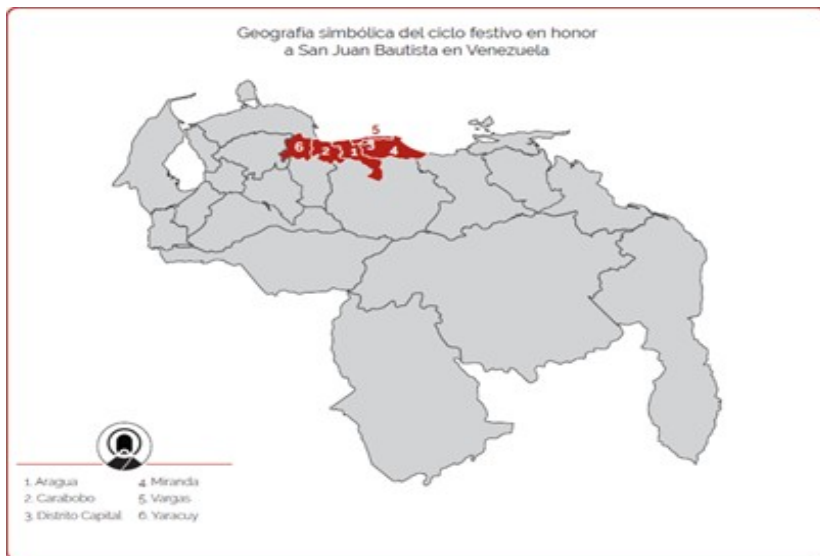 Geografía simbólica del ciclo festivo en honor
a San Juan Bautista en Venezuela
5
6
2
1
3
4
1. Aragua
2. Carabobo
3. Distrito Capital
4. Miranda
5. Vargas
6. Yaracuy